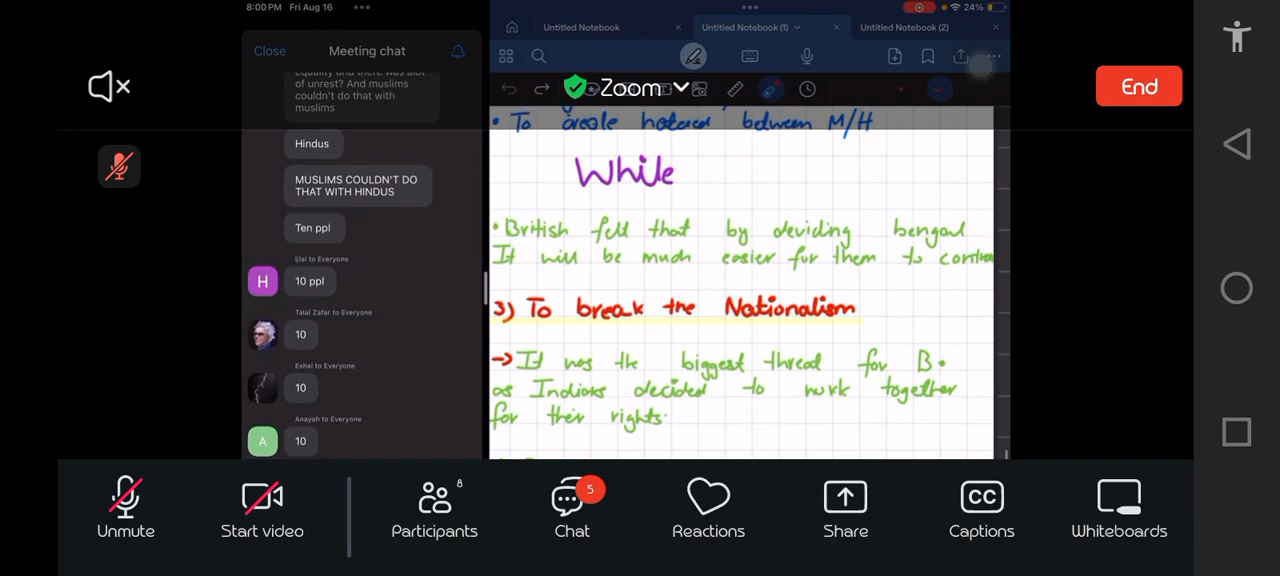 8:00 PM Fri Aug 16
24%
Close
Meeting chat
Untitled Notebook
Untitled Notebook (1)
Untitled Notebook (2)
equality and there was alot
of unrest? And muslims
couldn't do that with
muslims
Zoom
End
Hindus
MUSLIMS COULDN'T DO
THAT WITH HINDUS
Ten ppl
Ijlal to Everyone
H
10 ppl
Talal Zafar to Everyone
10
Eshal to Everyone
10
Anayah to Everyone
A
10
• To create hatered between M/H
While
• British felt that by deviding bengal
It will be much easier for them to contro
3) To break the Nationalism
→ It was the biggest thread for B.
as Indians decided to work together
for their rights.
Unmute
Start video
8
Participants
5
Chat
Reactions
Share
CC
Captions
Whiteboards